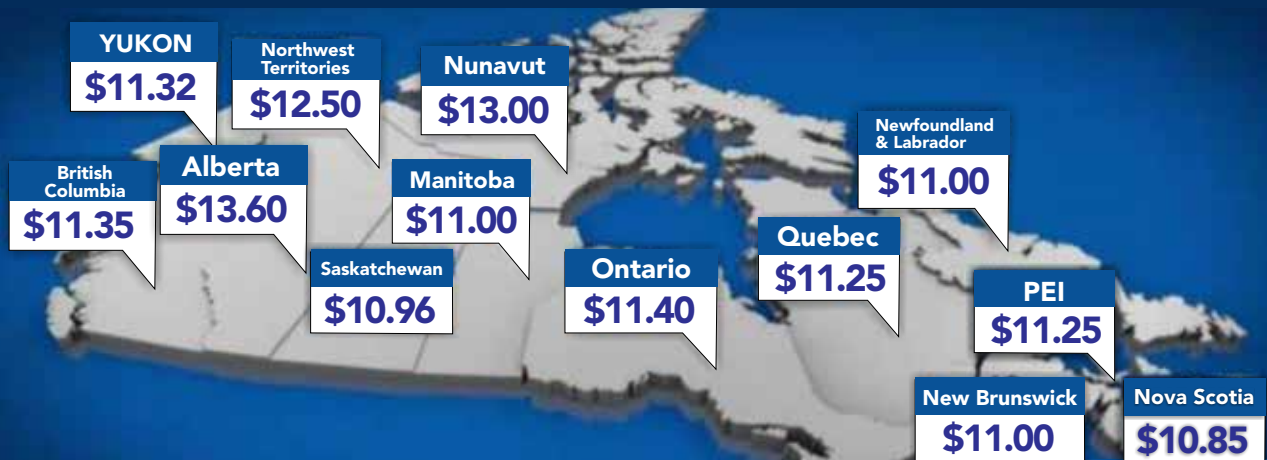 YUKON
$11.32
Northwest
Territories
$12.50
Nunavut
$13.00
Newfoundland
& Labrador
$11.00
British
Columbia
$11.35
Alberta
$13.60
Manitoba
$11.00
Saskatchewan
$10.96
Ontario
$11.40
Quebec
$11.25
PEI
$11.25
New Brunswick
$11.00
Nova Scotia
$10.85